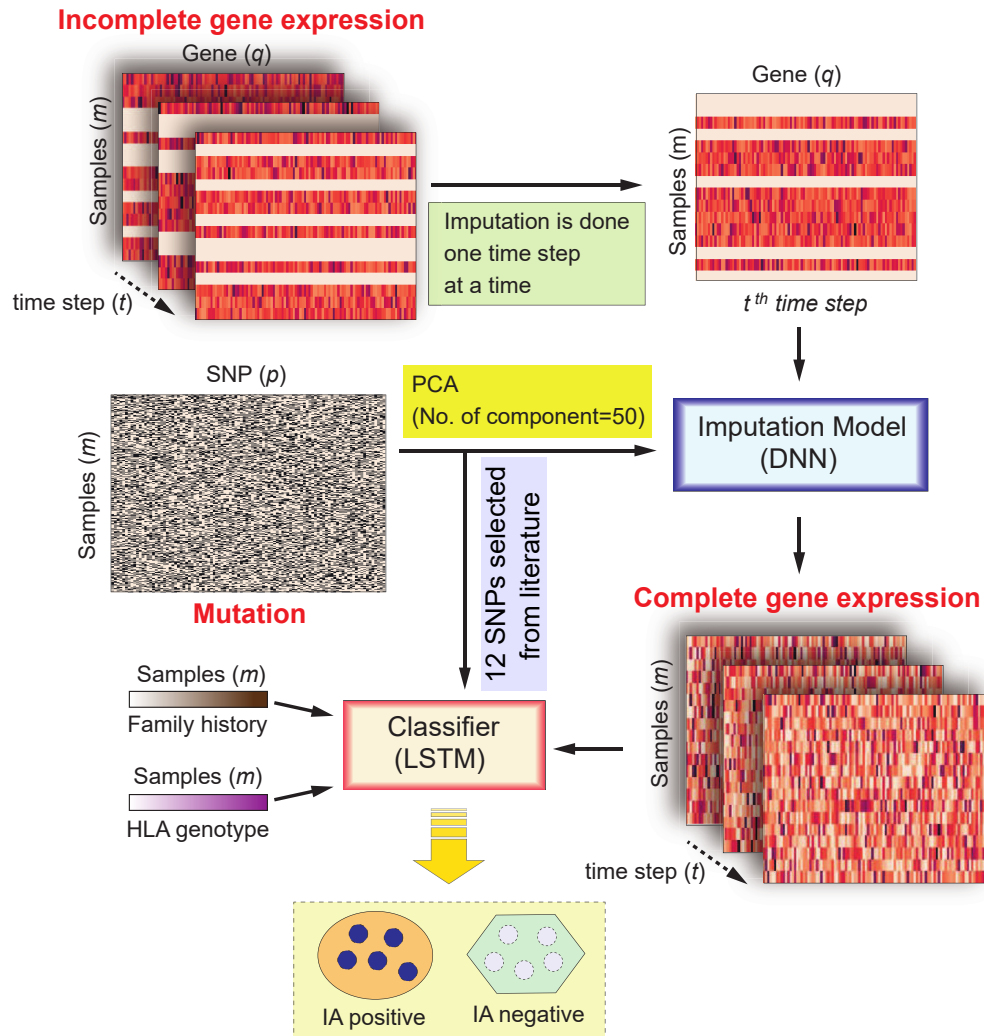 Incomplete gene expression
Gene (q)
Samples (m)
time step (t)
Imputation is done
one time step
at a time
Gene (q)
Samples (m)
t th time step
SNP (p)
Samples (m)
Mutation
PCA
(No. of component=50)
12 SNPs selected
from literature
Imputation Model
(DNN)
Complete gene expression
Samples (m)
time step (t)
Samples (m)
Family history
Samples (m)
HLA genotype
Classifier
(LSTM)
IA positive
IA negative